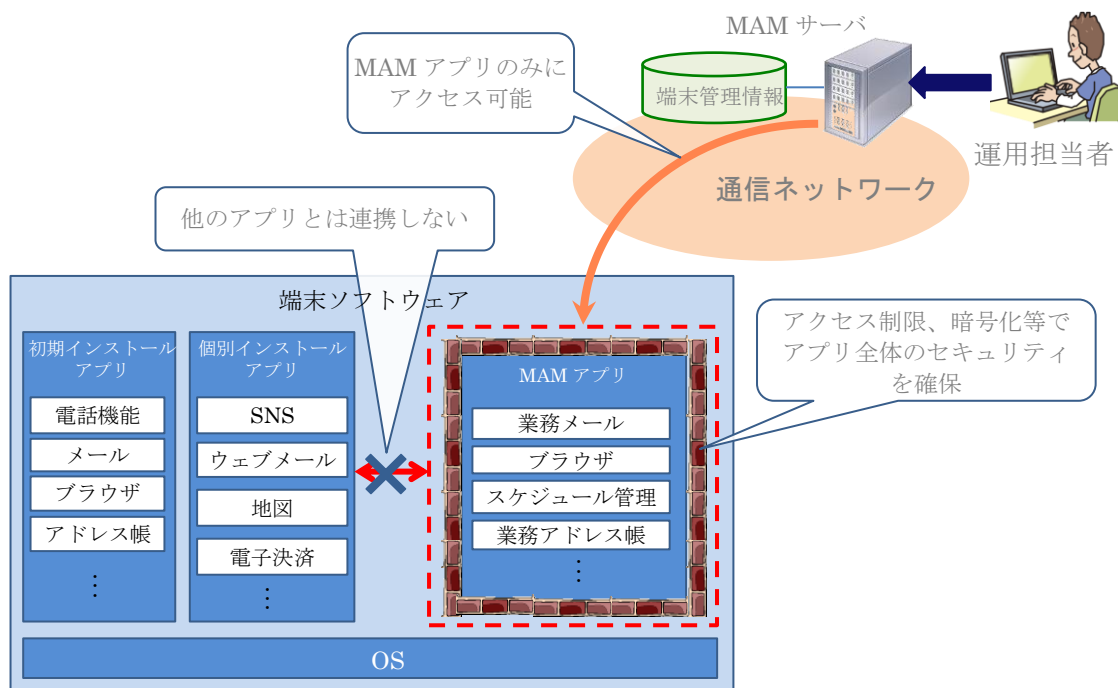 MAM サーバ
MAM アプリのみに
アクセス可能
端末管理情報
運用担当者
通信ネットワーク
他のアプリとは連携しない
端末ソフトウェア
アクセス制限、暗号化等で
アプリ全体のセキュリティ
を確保
初期インストール
アプリ
電話機能
メール
ブラウザ
アドレス帳
⋮
個別インストール
アプリ
SNS
ウェブメール
地図
電子決済
⋮
MAM アプリ
業務メール
ブラウザ
スケジュール管理
業務アドレス帳
⋮
OS